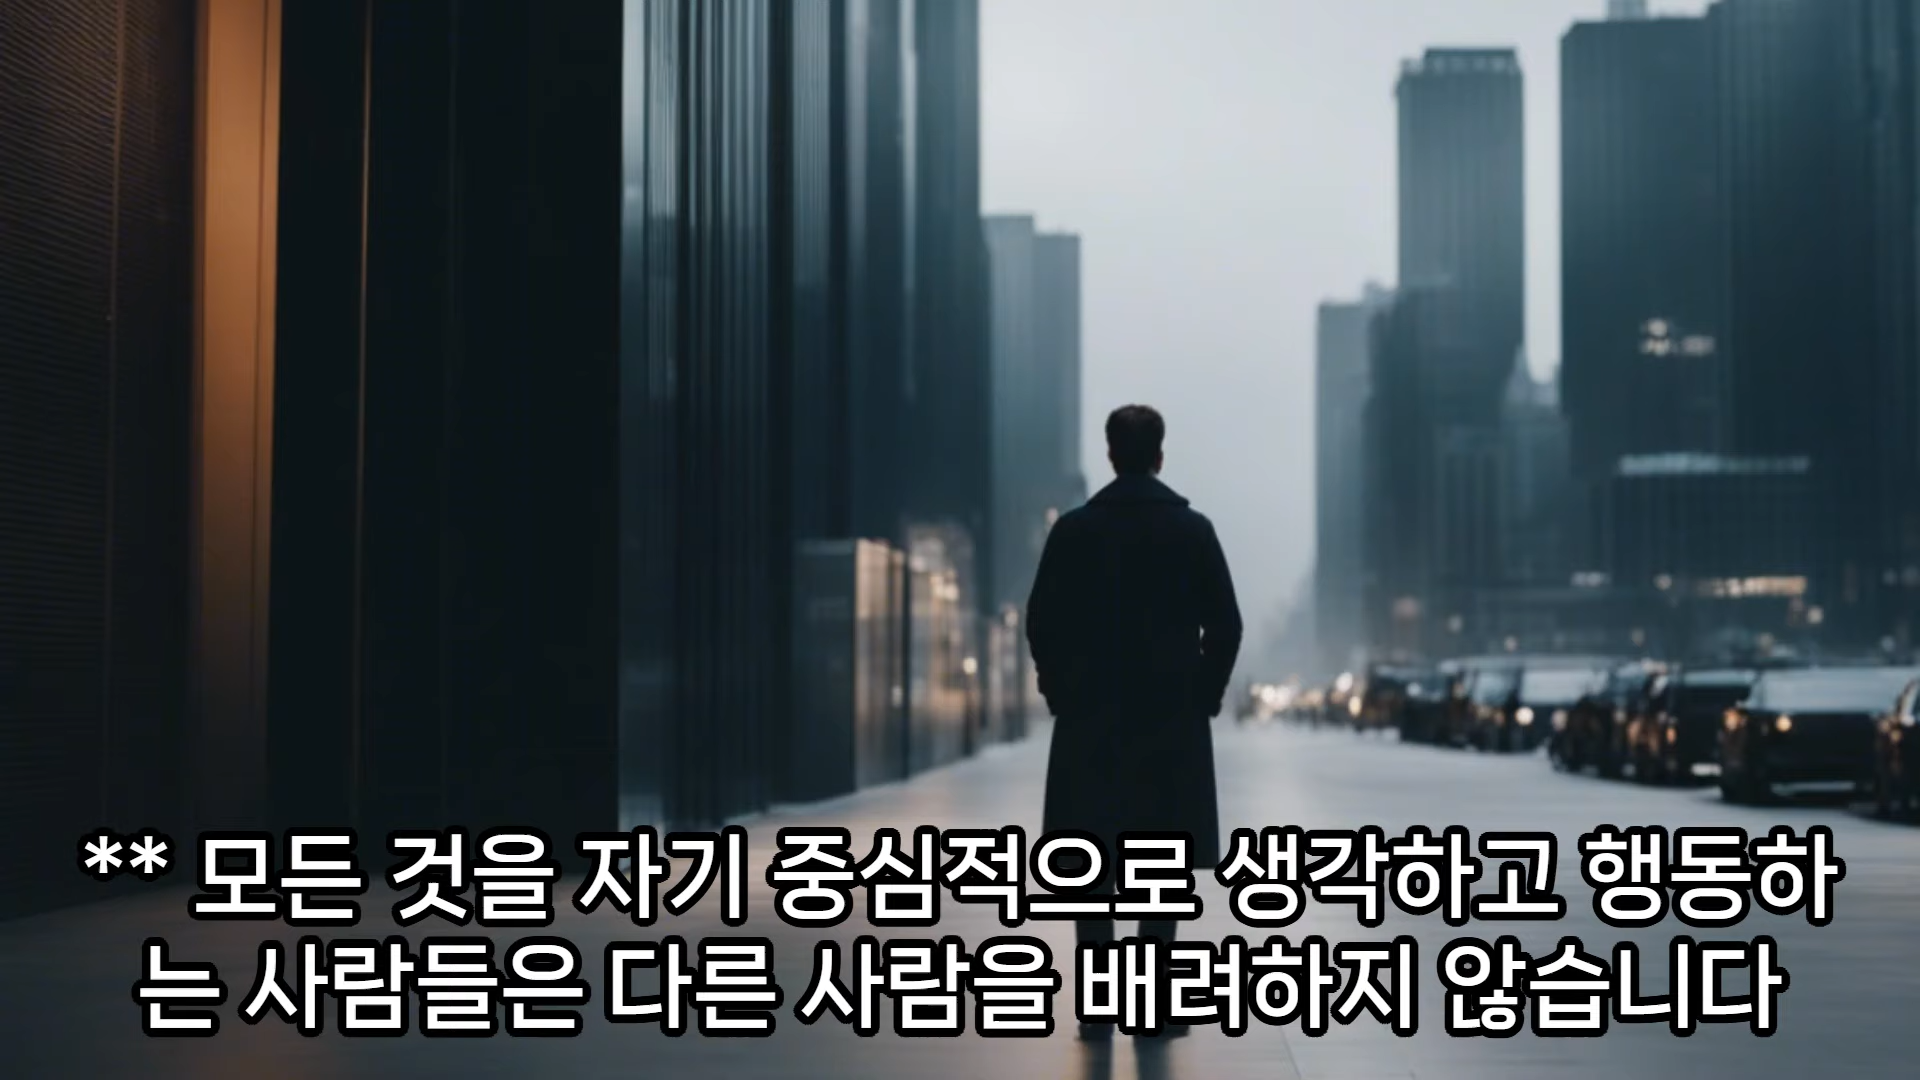 ** 모든 것을 자기 중심적으로 생각하고 행동하
는 사람들은 다른 사람을 배려하지 않습니다